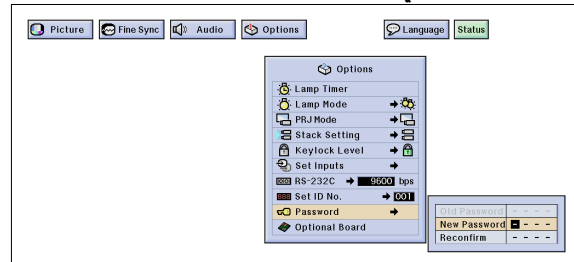 Picture Fine Sync Audio Options Language Status
Options
Lamp Timer
Lamp Mode
PRJ Mode
Stack Setting
Keylock Level
Set Inputs
RS-232C 9600 bps
Set ID No. 001
Password
Optional Board
Old Password - - - -
New Password - - - -
Reconfirm - - - -